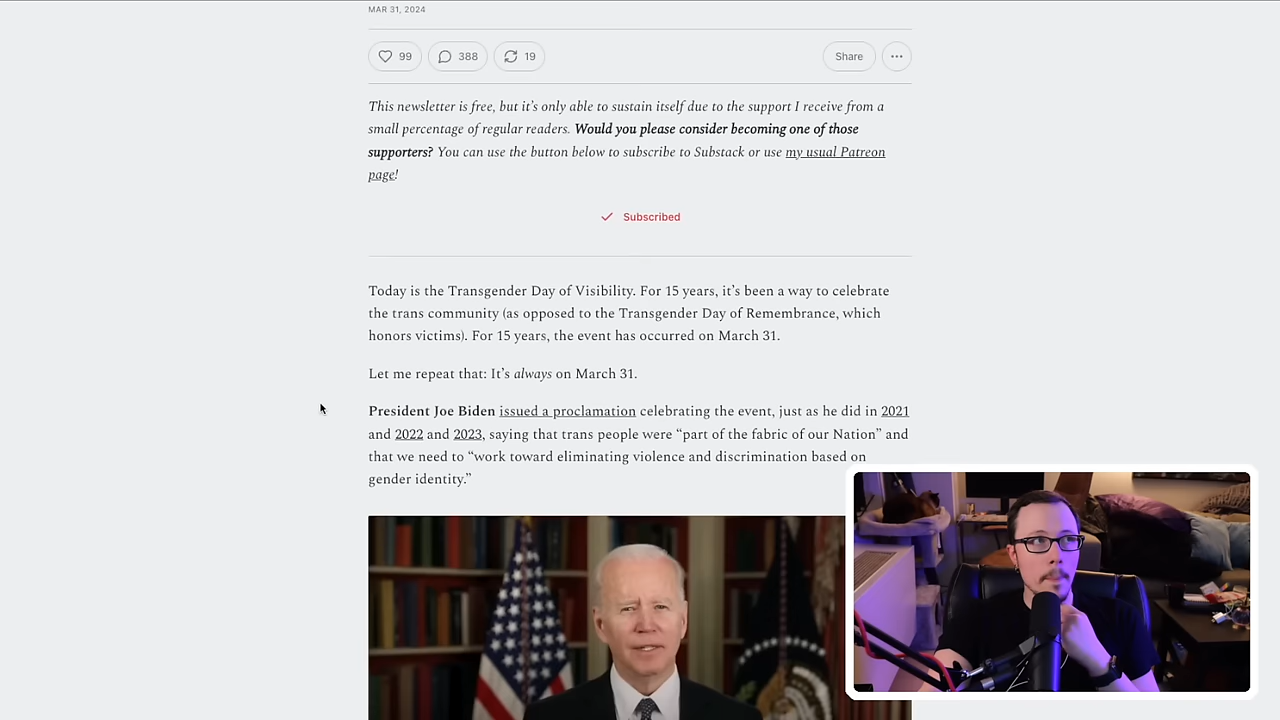 MAR 31, 2024
99
388
19
Share
This newsletter is free, but it’s only able to sustain itself due to the support I receive from a
small percentage of regular readers. Would you please consider becoming one of those
supporters? You can use the button below to subscribe to Substack or use my usual Patreon
page!
Subscribed
Today is the Transgender Day of Visibility. For 15 years, it’s been a way to celebrate
the trans community (as opposed to the Transgender Day of Remembrance, which
honors victims). For 15 years, the event has occurred on March 31.
Let me repeat that: It’s always on March 31.
President Joe Biden issued a proclamation celebrating the event, just as he did in 2021
and 2022 and 2023, saying that trans people were “part of the fabric of our Nation” and
that we need to “work toward eliminating violence and discrimination based on
gender identity.”